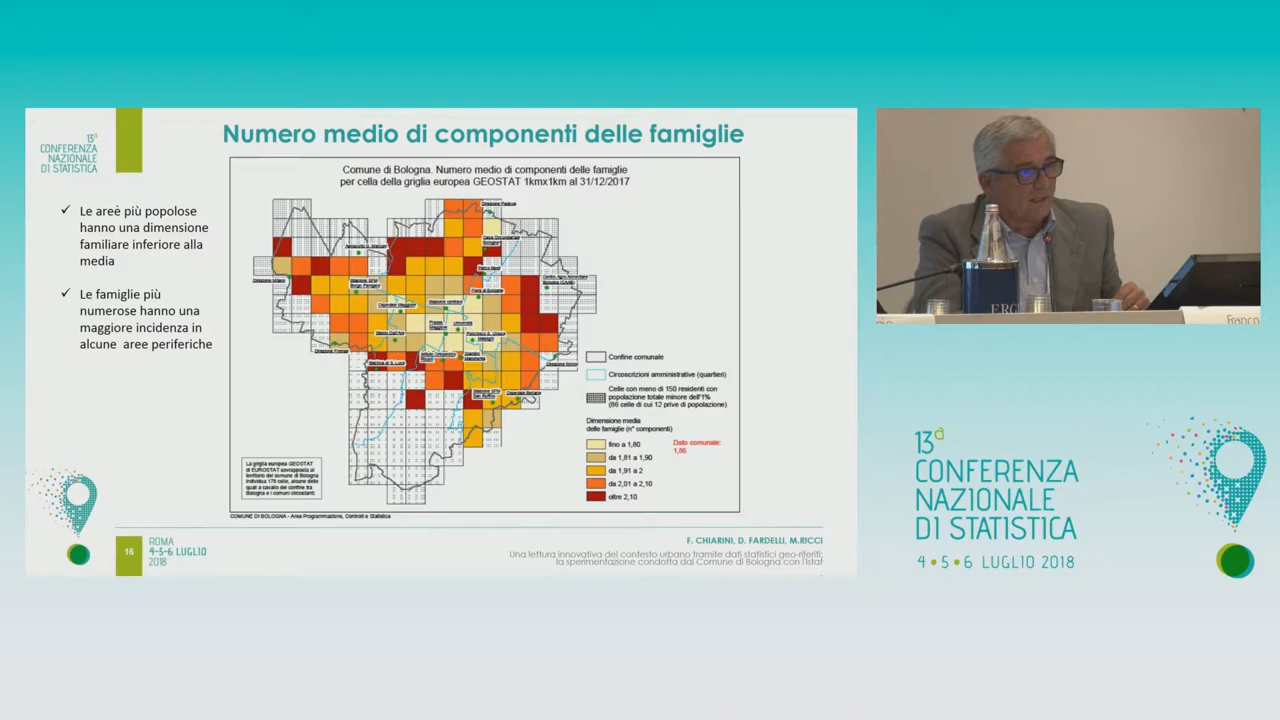 13ª
CONFERENZA
NAZIONALE
DI STATISTICA
Numero medio di componenti delle famiglie
✓ Le aree più popolose
hanno una dimensione
familiare inferiore alla
media
✓ Le famiglie più
numerose hanno una
maggiore incidenza in
alcune aree periferiche
Comune di Bologna. Numero medio di componenti delle famiglie
per cella della griglia europea GEOSTAT 1kmx1km al 31/12/2017
Confine comunale
Circoscrizioni amministrative (quartieri)
Celle con meno di 150 residenti con
popolazione totale minore dell'1%
(86 celle di cui 12 prive di popolazione)
Dimensione media
delle famiglie (n° componenti)
Dato comunale:
1,86
fino a 1,80
da 1,81 a 1,90
da 1,91 a 2
da 2,01 a 2,10
oltre 2,10
La griglia europea GEOSTAT
di EUROSTAT sovrapposta al
territorio del comune di Bologna
individua 178 celle, alcune delle
quali a cavallo del confine fra
Bologna e i comuni circostanti.
COMUNE DI BOLOGNA - Area Programmazione, Controlli e Statistica
16
ROMA
4-5-6 LUGLIO
2018
F. CHIARINI, D. FARDELLI, M.RICCI
Una lettura innovativa del contesto urbano tramite dati statistici geo-riferiti:
la sperimentazione condotta dal Comune di Bologna con l'Istat
Franco
13ª
CONFERENZA
NAZIONALE
DI STATISTICA
4 • 5 • 6 LUGLIO 2018